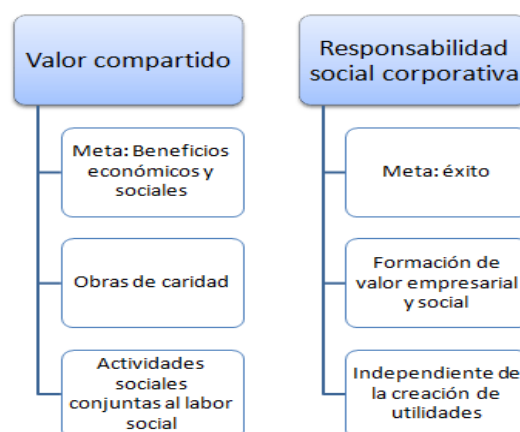 Valor compartido
Meta: Beneficios
económicos y
sociales
Obras de caridad
Actividades
sociales
conjuntas al labor
social
Responsabilidad
social corporativa
Meta: éxito
Formación de
valor empresarial
y social
Independiente de
la creación de
utilidades